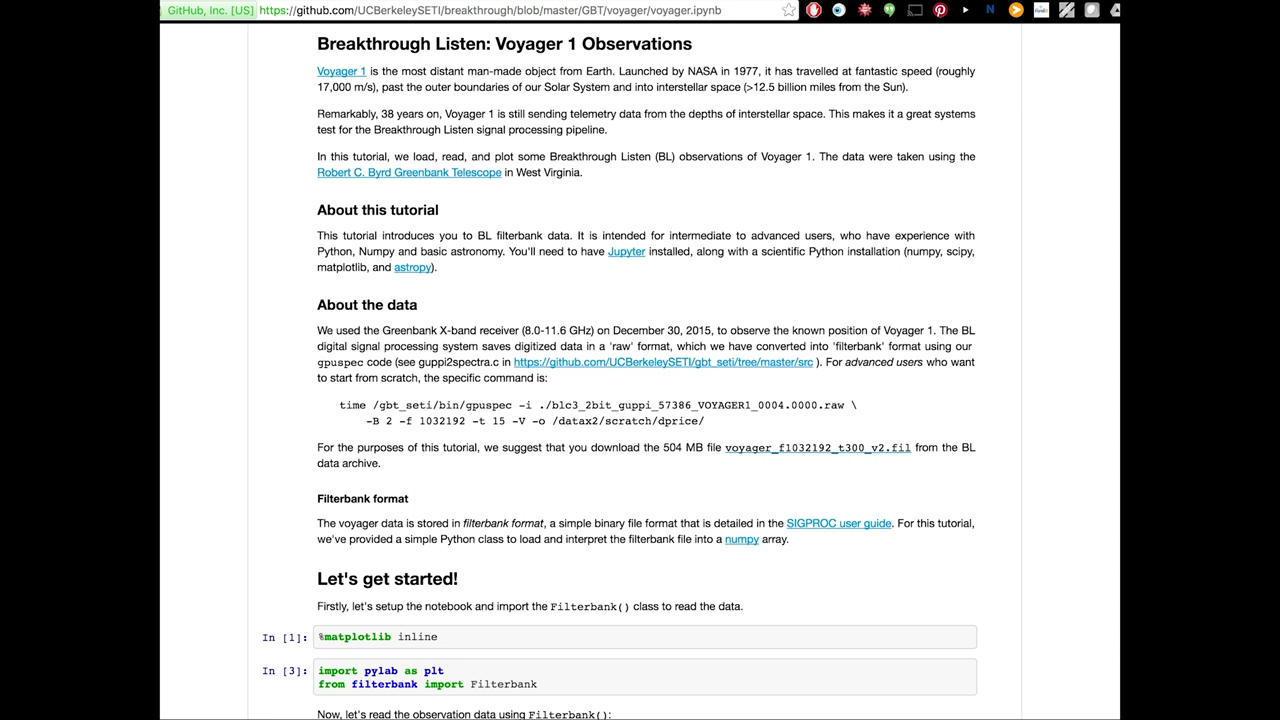 GitHub, Inc. [US] https://github.com/UCBerkeleySETI/breakthrough/blob/master/GBT/voyager/voyager.ipynb
Breakthrough Listen: Voyager 1 Observations
Voyager 1 is the most distant man-made object from Earth. Launched by NASA in 1977, it has travelled at fantastic speed (roughly
17,000 m/s), past the outer boundaries of our Solar System and into interstellar space (>12.5 billion miles from the Sun).
Remarkably, 38 years on, Voyager 1 is still sending telemetry data from the depths of interstellar space. This makes it a great systems
test for the Breakthrough Listen signal processing pipeline.
In this tutorial, we load, read, and plot some Breakthrough Listen (BL) observations of Voyager 1. The data were taken using the
Robert C. Byrd Greenbank Telescope in West Virginia.
About this tutorial
This tutorial introduces you to BL filterbank data. It is intended for intermediate to advanced users, who have experience with
Python, Numpy and basic astronomy. You'll need to have Jupyter installed, along with a scientific Python installation (numpy, scipy,
matplotlib, and astropy).
About the data
We used the Greenbank X-band receiver (8.0-11.6 GHz) on December 30, 2015, to observe the known position of Voyager 1. The BL
digital signal processing system saves digitized data in a 'raw' format, which we have converted into 'filterbank' format using our
gpuspec code (see guppi2spectra.c in https://github.com/UCBerkeleySETI/gbt_seti/tree/master/src ). For advanced users who want
to start from scratch, the specific command is:
time /gbt_seti/bin/gpuspec -i ./blc3_2bit_guppi_57386_VOYAGER1_0004.0000.raw \
-B 2 -f 1032192 -t 15 -V -o /datax2/scratch/dprice/
For the purposes of this tutorial, we suggest that you download the 504 MB file voyager_f1032192_t300_v2.fil from the BL
data archive.
Filterbank format
The voyager data is stored in filterbank format, a simple binary file format that is detailed in the SIGPROC user guide. For this tutorial,
we've provided a simple Python class to load and interpret the filterbank file into a numpy array.
Let's get started!
Firstly, let's setup the notebook and import the Filterbank() class to read the data.
In [1]: %matplotlib inline
In [3]: import pylab as plt
from filterbank import Filterbank
Now, let's read the observation data using Filterbank():